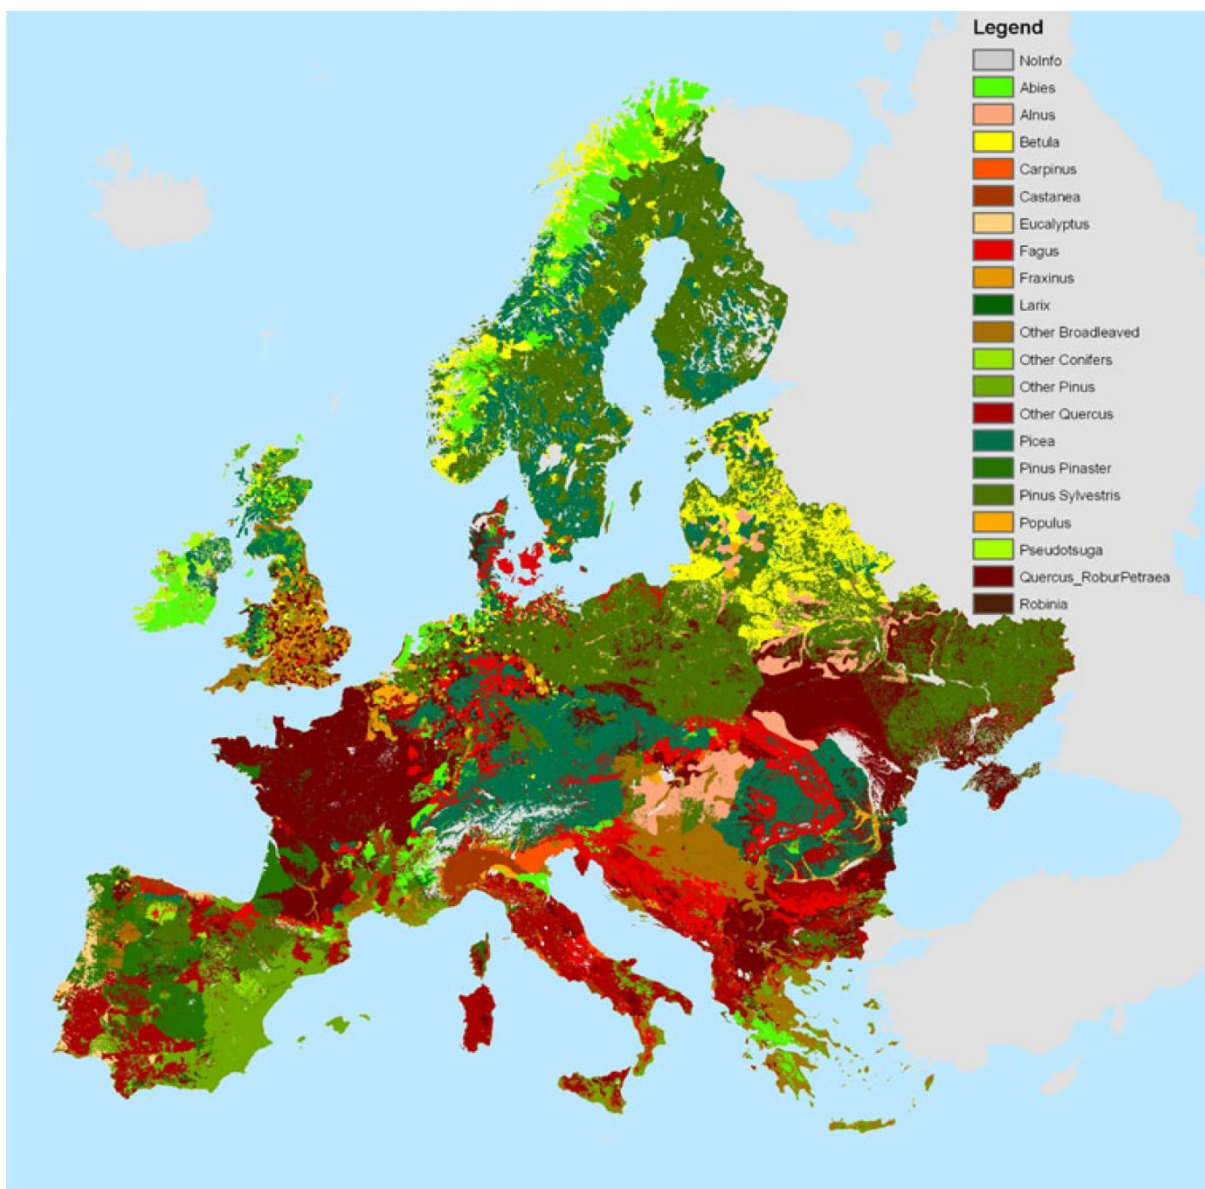 Legend
NoInfo
Abies
Alnus
Betula
Carpinus
Castanea
Eucalyptus
Fagus
Fraxinus
Larix
Other Broadleaved
Other Conifers
Other Pinus
Other Quercus
Picea
Pinus Pinaster
Pinus Sylvestris
Populus
Pseudotsuga
Quercus_RoburPetraea
Robinia